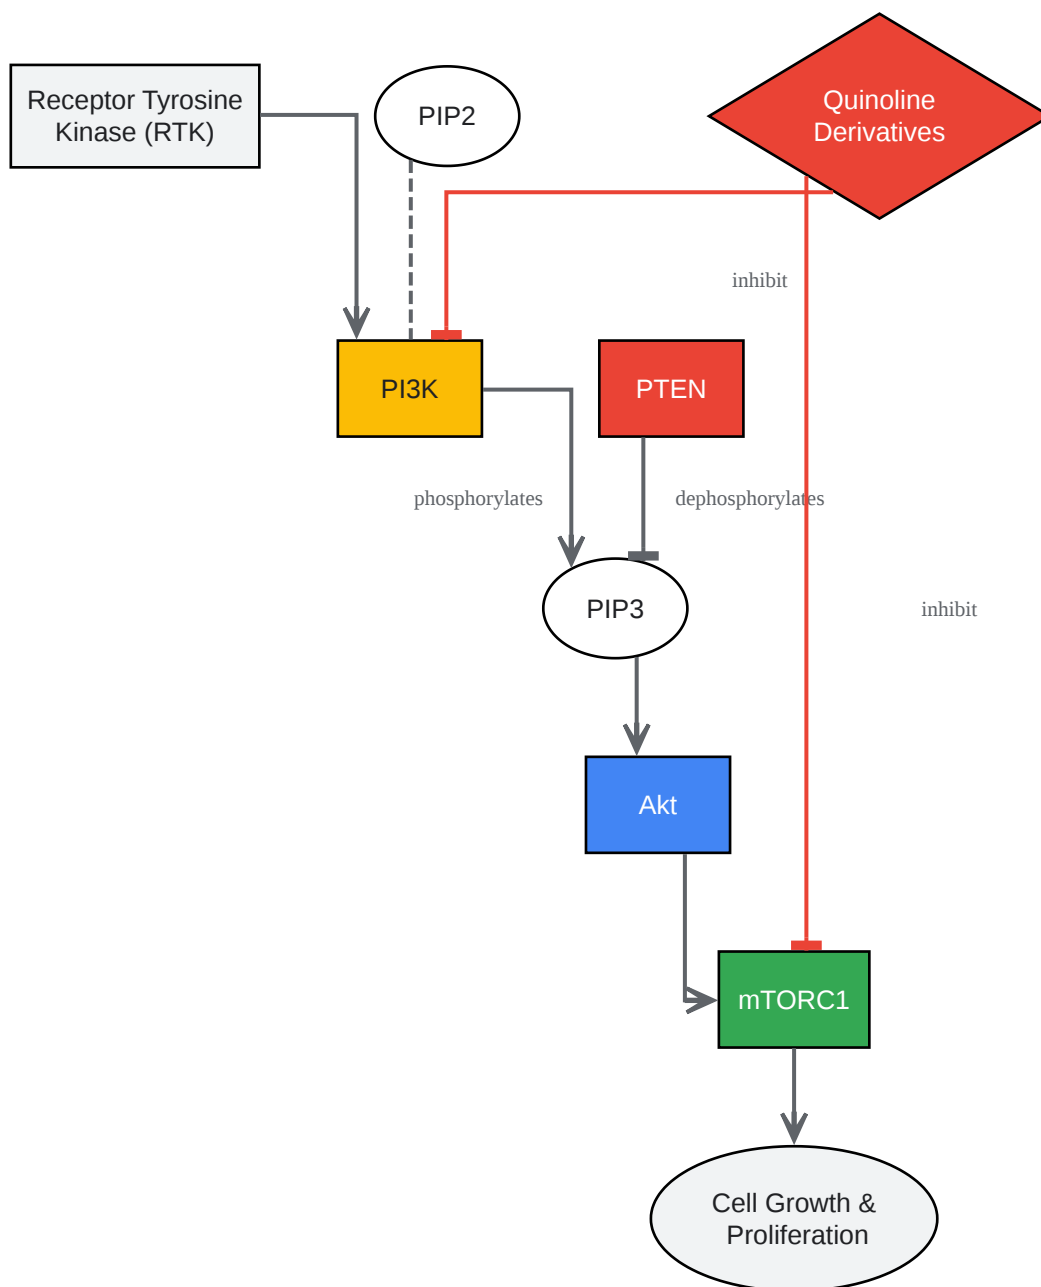 Receptor Tyrosine
Kinase (RTK)
PIP2
Quinoline
Derivatives
inhibit
PI3K
PTEN
phosphorylates
dephosphorylates
PIP3
inhibit
Akt
mTORC1
Cell Growth &
Proliferation